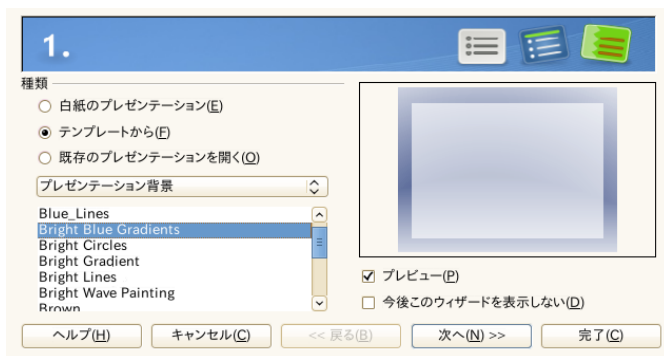 1.
種類
白紙のプレゼンテーション(E)
テンプレートから(F)
既存のプレゼンテーションを開く(O)
プレゼンテーション背景
Blue_Lines
Bright Blue Gradients
Bright Circles
Bright Gradient
Bright Lines
Bright Wave Painting
Brown
プレビュー(P)
今後このウィザードを表示しない(D)
ヘルプ(H) キャンセル(C) << 戻る(B) 次へ(N) >> 完了(C)